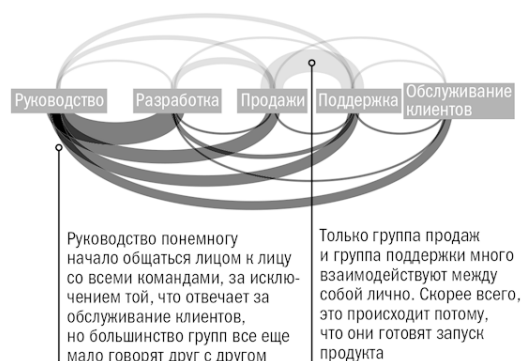 Руководство
Разработка
Продажи
Поддержка
Обслуживание
клиентов
Руководство понемногу
начало общаться лицом к лицу
со всеми командами, за исклю-
чением той, что отвечает за
обслуживание клиентов,
но большинство групп все еще
мало говорят друг с другом
Только группа продаж
и группа поддержки много
взаимодействуют между
собой лично. Скорее всего,
это происходит потому,
что они готовят запуск
продукта